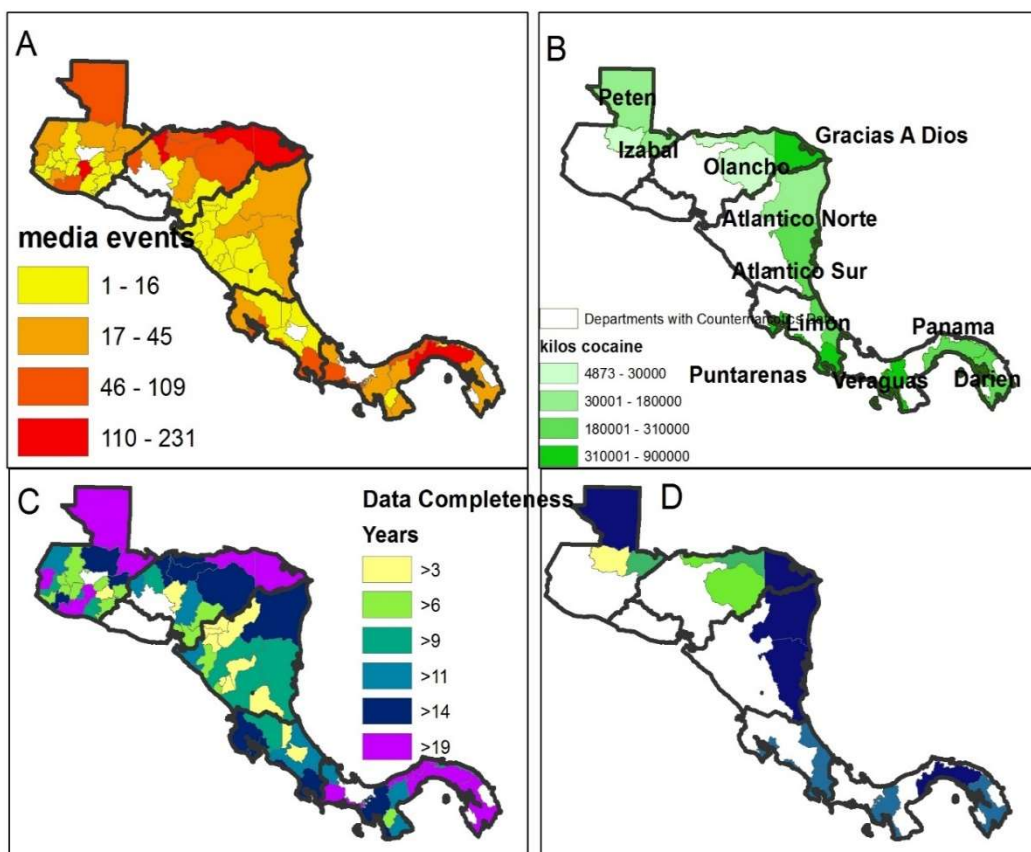 A
media events
1 - 16
17 - 45
46 - 109
110 - 231
B
Peten
Gracias A Dios
Izabal
Olancho
Atlantico Norte
Atlantico Sur
Departments with Counternarcotics
Limon
Panama
kilos cocaine
Puntarenas
Veraguas
Darien
4873 - 30000
30001 - 180000
180001 - 310000
310001 - 900000
C
Data Completeness
Years
>3
>6
>9
>11
>14
>19
D